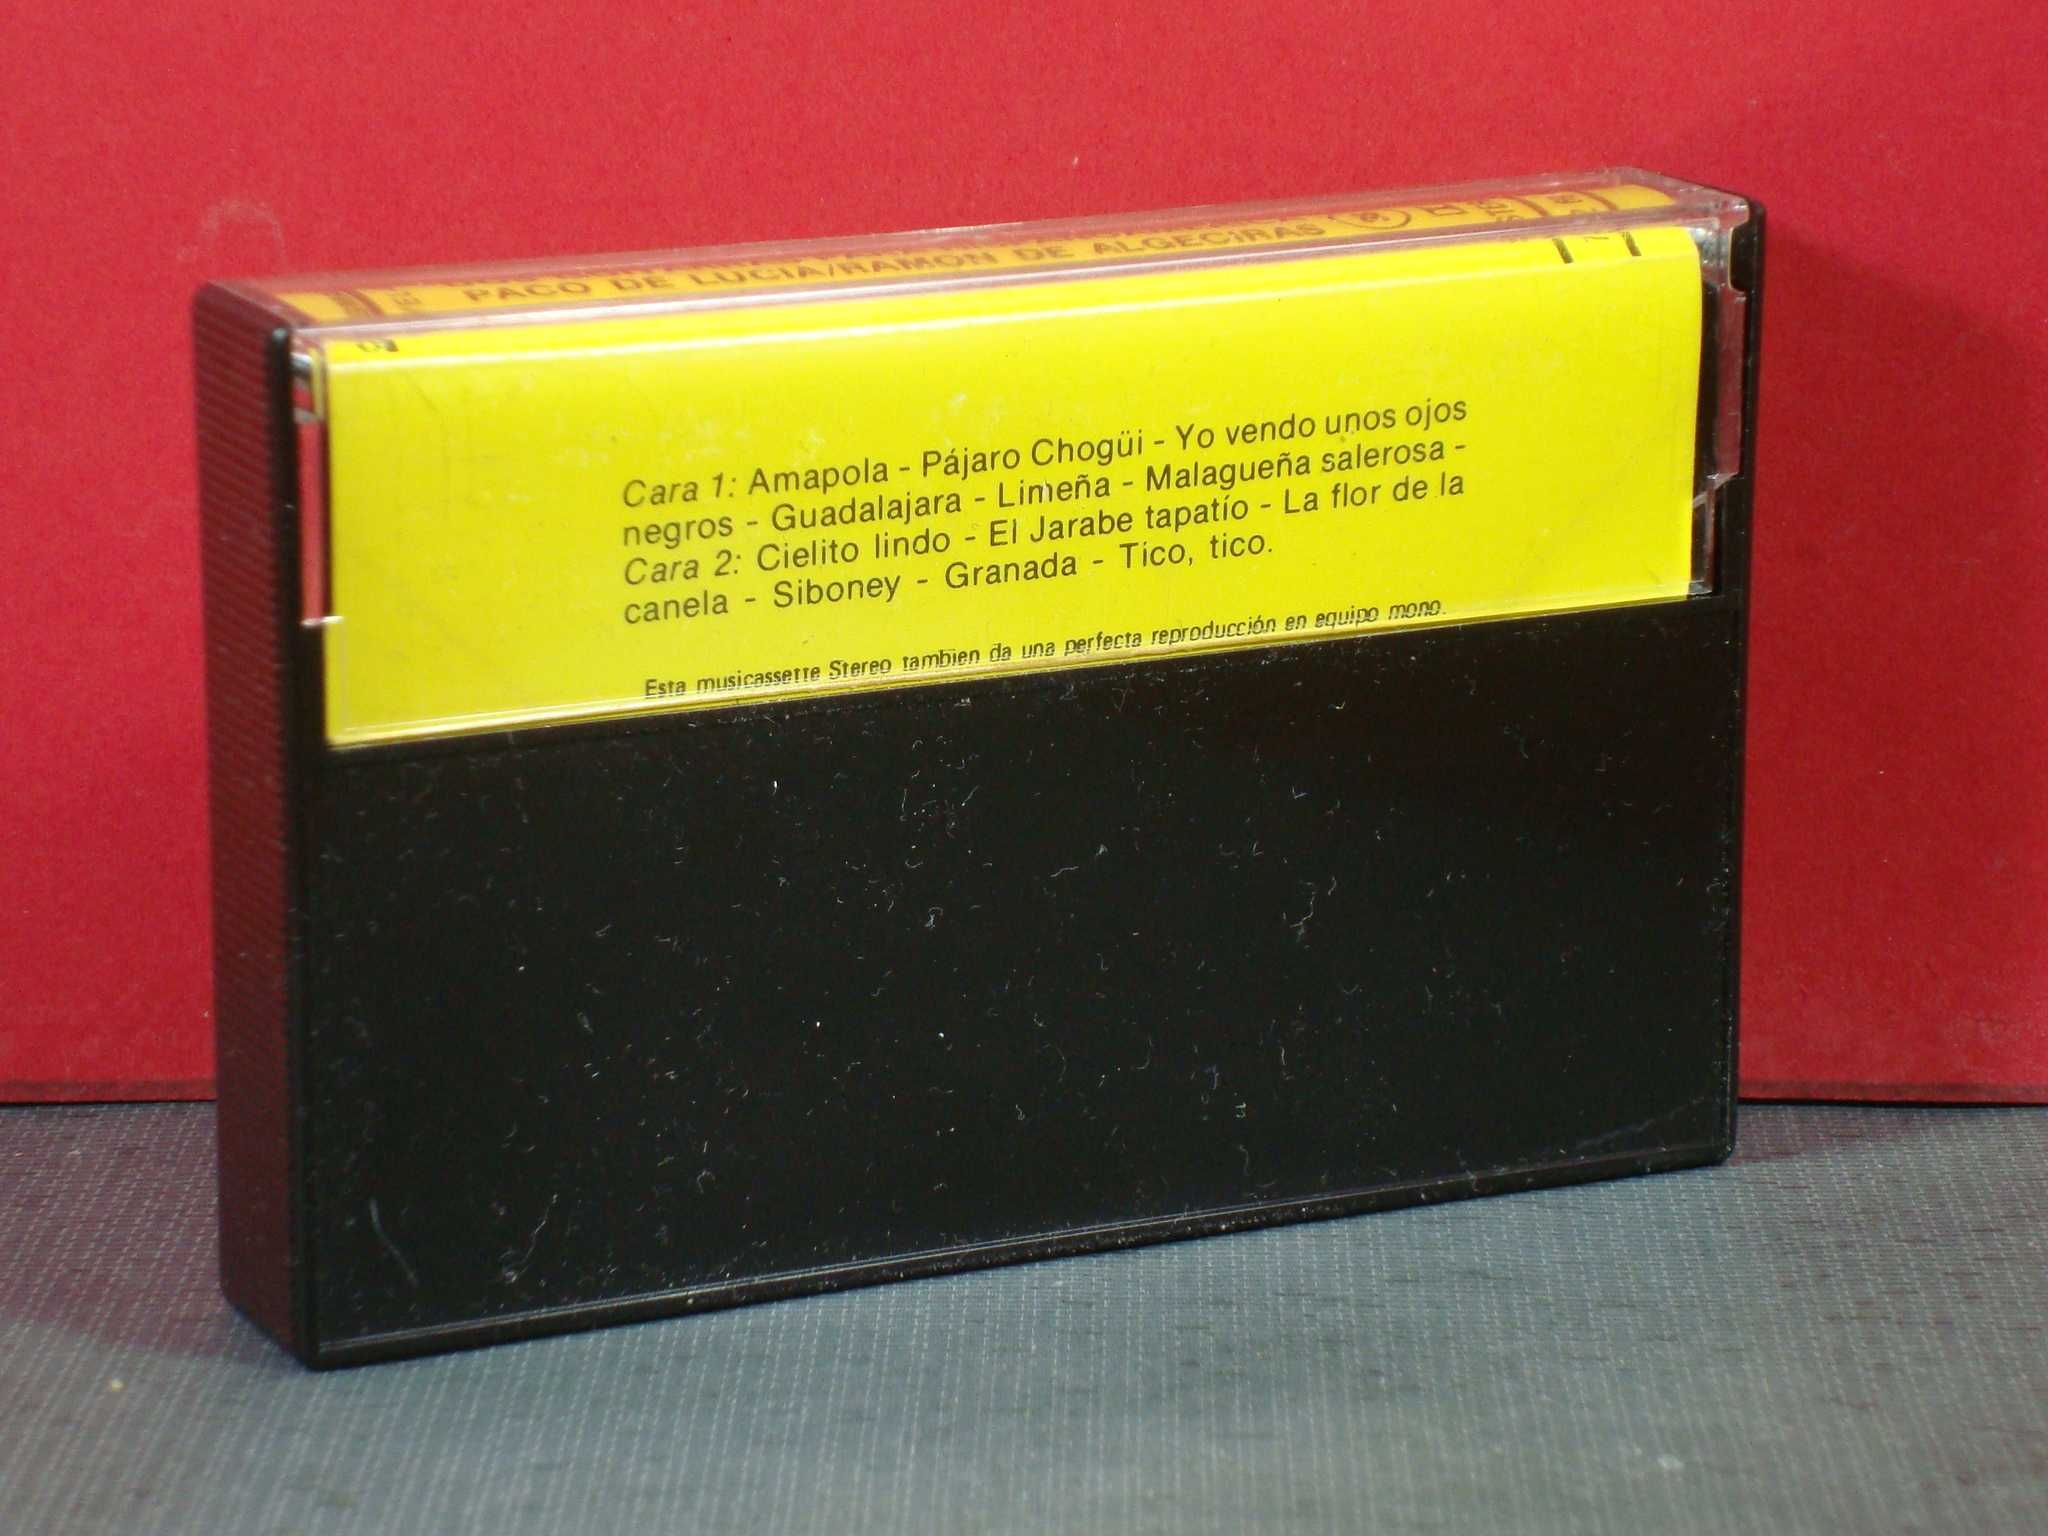 PACO DE LUCIA/RAMON DE ALGECIRAS
Cara 1: Amapola - Pájaro Chogüi - Yo vendo unos ojos
negros - Guadalajara - Limeña - Malagueña salerosa -
Cara 2: Cielito lindo - El Jarabe tapatío - La flor de la
canela - Siboney - Granada - Tico, tico.
Esta musicassette Stereo tambien da una perfecta reproducción en equipo mono.